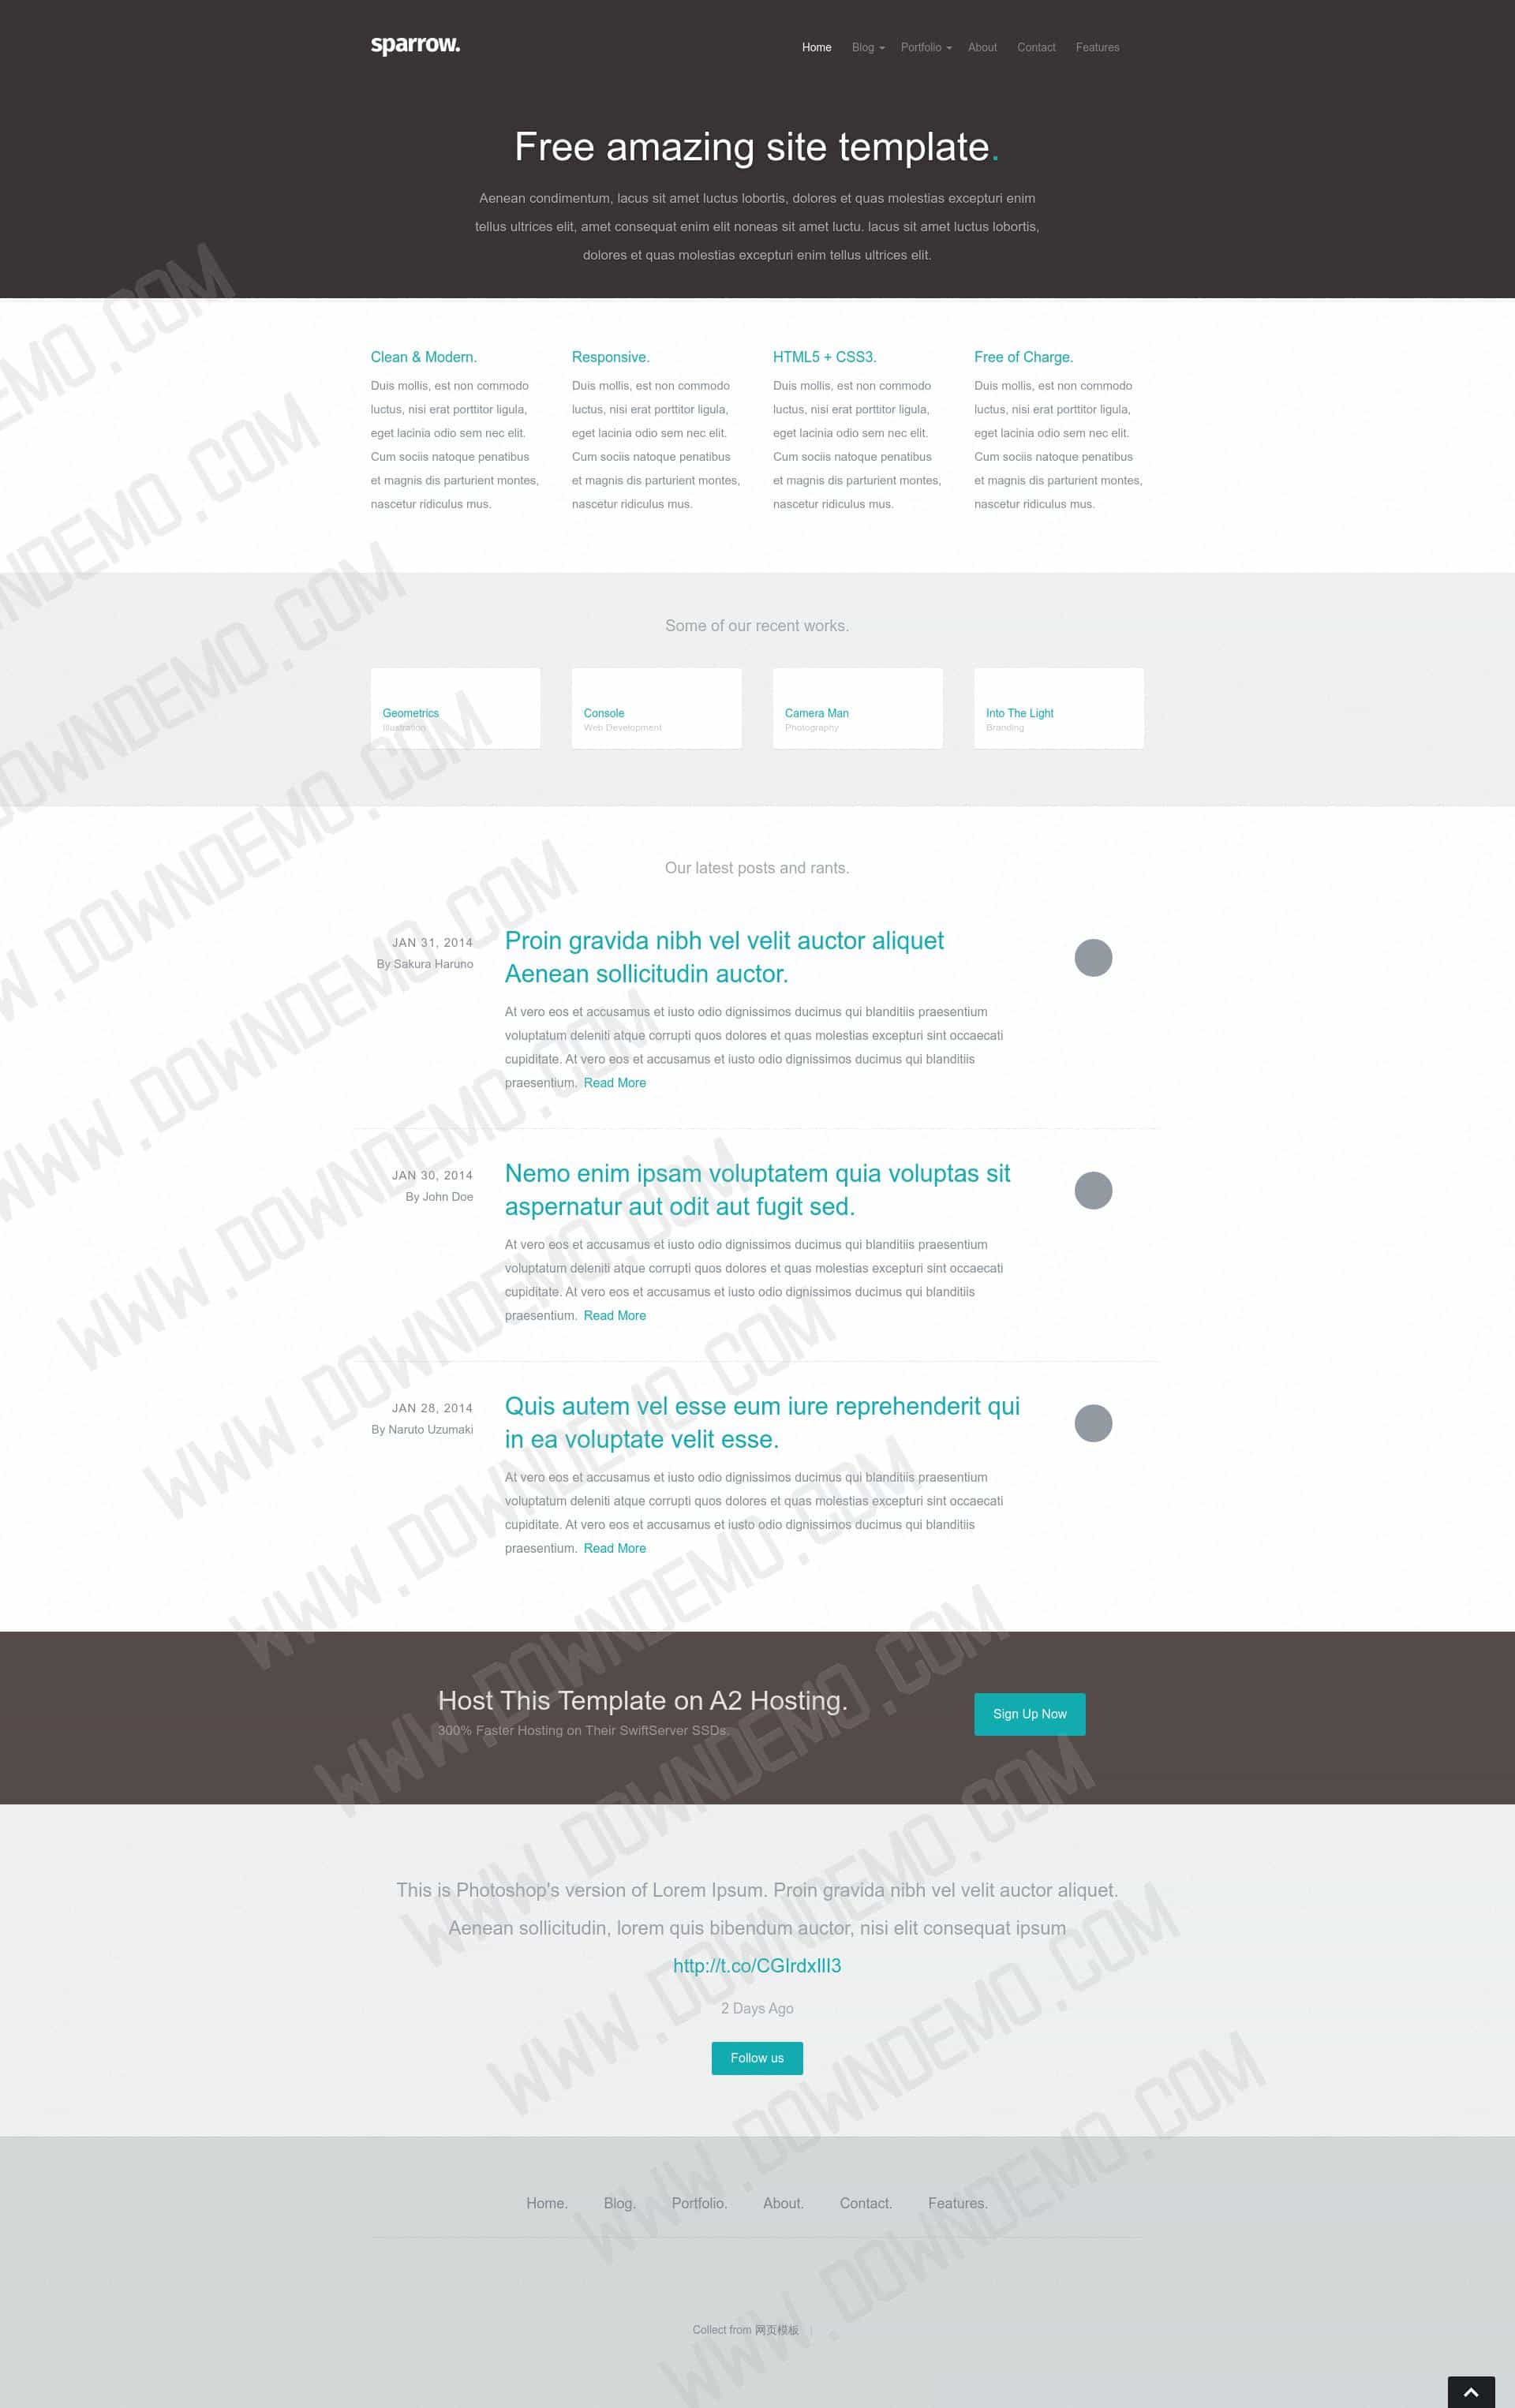 sparrow.
Home Blog Portfolio About Contact Features
Free amazing site template.
Aenean condimentum, lacus sit amet luctus lobortis, dolores et quas molestias excepturi enim
tellus ultrices elit, amet consequat enim elit noneas sit amet luctu. lacus sit amet luctus lobortis,
dolores et quas molestias excepturi enim tellus ultrices elit.
Clean & Modern.
Duis mollis, est non commodo
luctus, nisi erat porttitor ligula,
eget lacinia odio sem nec elit.
Cum sociis natoque penatibus
et magnis dis parturient montes,
nascetur ridiculus mus.
Responsive.
Duis mollis, est non commodo
luctus, nisi erat porttitor ligula,
eget lacinia odio sem nec elit.
Cum sociis natoque penatibus
et magnis dis parturient montes,
nascetur ridiculus mus.
HTML5 + CSS3.
Duis mollis, est non commodo
luctus, nisi erat porttitor ligula,
eget lacinia odio sem nec elit.
Cum sociis natoque penatibus
et magnis dis parturient montes,
nascetur ridiculus mus.
Free of Charge.
Duis mollis, est non commodo
luctus, nisi erat porttitor ligula,
eget lacinia odio sem nec elit.
Cum sociis natoque penatibus
et magnis dis parturient montes,
nascetur ridiculus mus.
Some of our recent works.
Geometrics
Illustration
Console
Web Development
Camera Man
Photography
Into The Light
Branding
Our latest posts and rants.
JAN 31, 2014
By Sakura Haruno
Proin gravida nibh vel velit auctor aliquet
Aenean sollicitudin auctor.
At vero eos et accusamus et iusto odio dignissimos ducimus qui blanditiis praesentium
voluptatum deleniti atque corrupti quos dolores et quas molestias excepturi sint occaecati
cupiditate. At vero eos et accusamus et iusto odio dignissimos ducimus qui blanditiis
praesentium. Read More
JAN 30, 2014
By John Doe
Nemo enim ipsam voluptatem quia voluptas sit
aspernatur aut odit aut fugit sed.
At vero eos et accusamus et iusto odio dignissimos ducimus qui blanditiis praesentium
voluptatum deleniti atque corrupti quos dolores et quas molestias excepturi sint occaecati
cupiditate. At vero eos et accusamus et iusto odio dignissimos ducimus qui blanditiis
praesentium. Read More
JAN 28, 2014
By Naruto Uzumaki
Quis autem vel esse eum iure reprehenderit qui
in ea voluptate velit esse.
At vero eos et accusamus et iusto odio dignissimos ducimus qui blanditiis praesentium
voluptatum deleniti atque corrupti quos dolores et quas molestias excepturi sint occaecati
cupiditate. At vero eos et accusamus et iusto odio dignissimos ducimus qui blanditiis
praesentium. Read More
Host This Template on A2 Hosting.
300% Faster Hosting on Their SwiftServer SSDs.
Sign Up Now
This is Photoshop's version of Lorem Ipsum. Proin gravida nibh vel velit auctor aliquet.
Aenean sollicitudin, lorem quis bibendum auctor, nisi elit consequat ipsum
http://t.co/CGIrdxIlI3
2 Days Ago
Follow us
Home. Blog. Portfolio. About. Contact. Features.
Collect from 网页模板 |
WWW.DOWNDEMO.COM